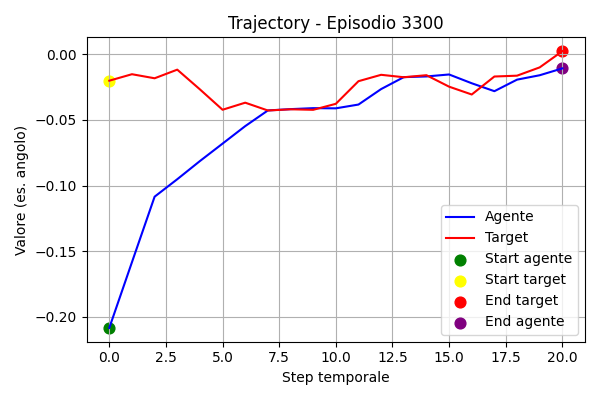 Trajectory - Episodio 3300
Valore (es. angolo)
0.00
−0.05
−0.10
−0.15
−0.20
0.0 2.5 5.0 7.5 10.0 12.5 15.0 17.5 20.0
Step temporale
Agente
Target
Start agente
Start target
End target
End agente